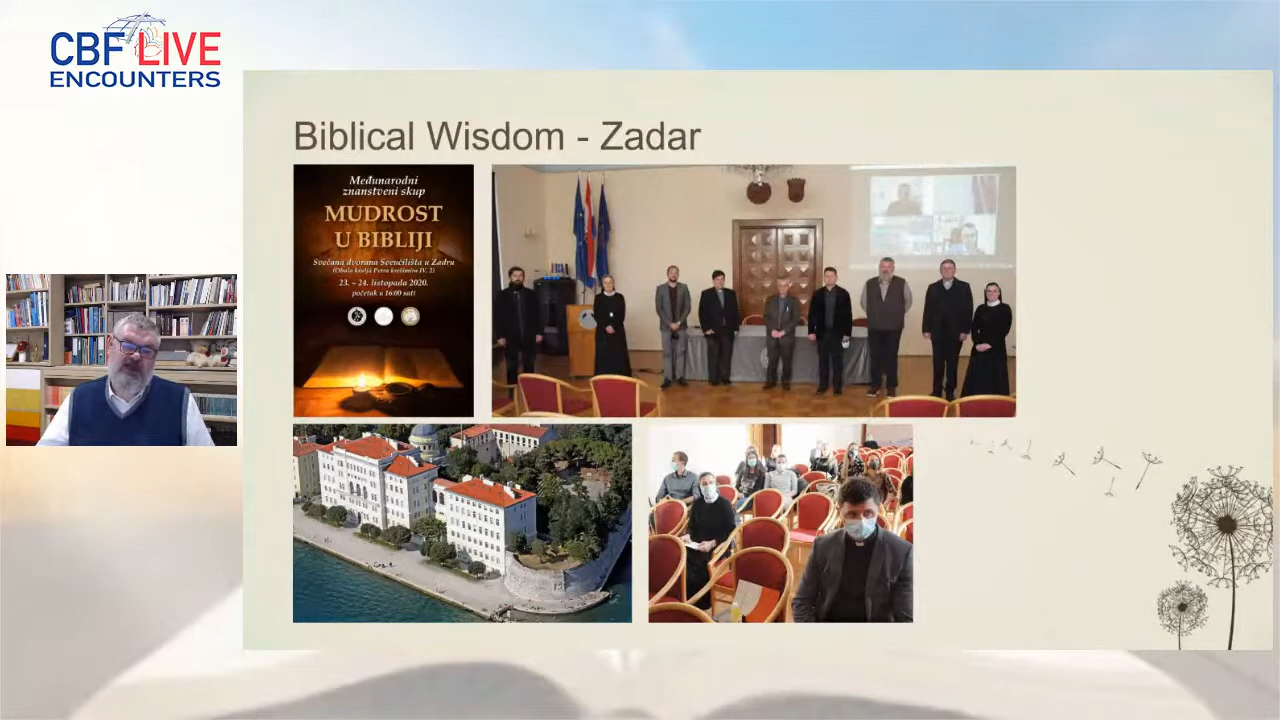 CBF LIVE
ENCOUNTERS
Biblical Wisdom - Zadar
Međunarodni
znanstveni skup
MUDROST
U BIBLIJI
Svečana dvorana Sveučilišta u Zadru
(Obala kralja Petra Krešimira IV. 2)
23. - 24. listopada 2020.
početak u 16:00 sati